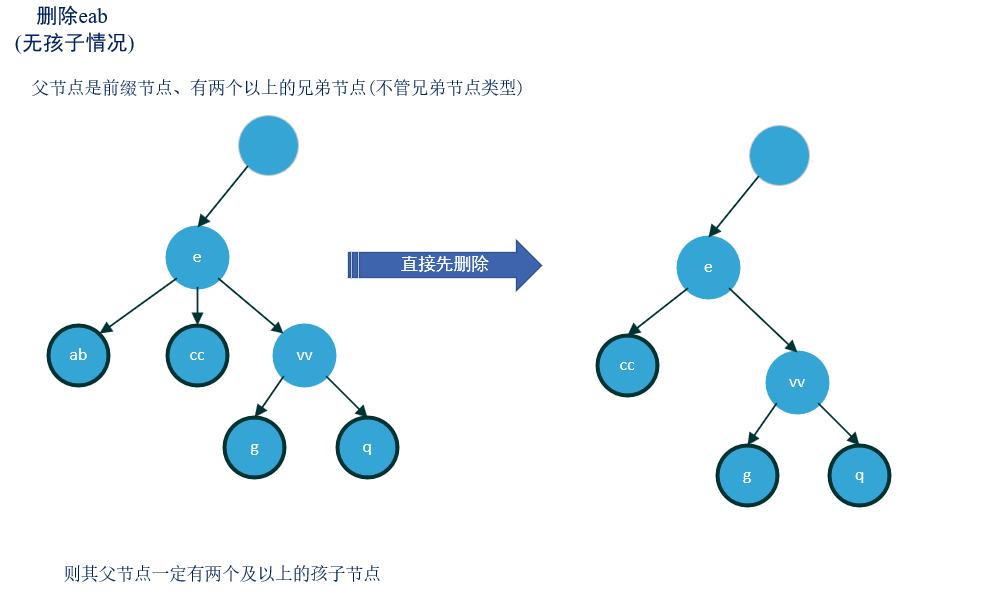 删除eab
(无孩子情况)
父节点是前缀节点、有两个以上的兄弟节点(不管兄弟节点类型)
e
ab
cc
vv
g
q
直接先删除
e
cc
vv
g
q
则其父节点一定有两个及以上的孩子节点